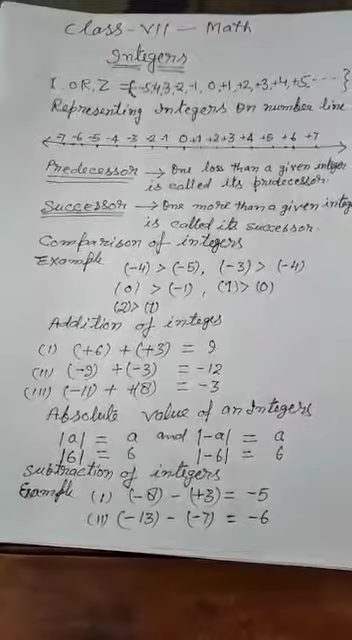 Class-VII - Math
Integers
I. OR, Z = {-5,4,3,-2,-1, 0,+1,+2,+3,+4,+5,.....}
Representing Integers on number line
-7 -6 -5 -4 -3 -2 -1 0 +1 +2 +3 +4 +5 +6 +7
Predecessor → One loss than a given integer
is called its predecessor.
Successor → One more than a given intege
is called its successor.
Comparison of integers
Example (-4) > (-5), (-3) > (-4)
(0) > (-1), (1) > (0)
(2) > (1)
Addition of integers
(I) (+6) + (+3) = 9
(II) (-9) + (-3) = -12
(III) (-11) + +(8) = -3
Absolute value of an Integers
|a| = a and |-a| = a
|6| = 6 |-6| = 6
Subtraction of integers
Example (I) (-8) - (+3) = -5
(II) (-13) - (-7) = -6